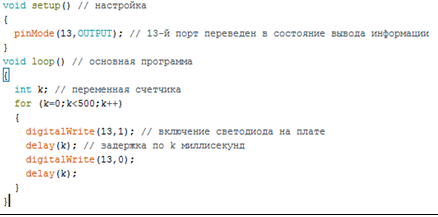 void setup() // настройка
{
pinMode(13,OUTPUT); // 13-й порт переведен в состояние вывода информации
}
void loop() // основная программа
{
int k; // переменная счетчика
for (k=0;k<500;k++)
{
digitalWrite(13,1); // включение светодиода на плате
delay(k); // задержка по k миллисекунд
digitalWrite(13,0);
delay(k);
}
}